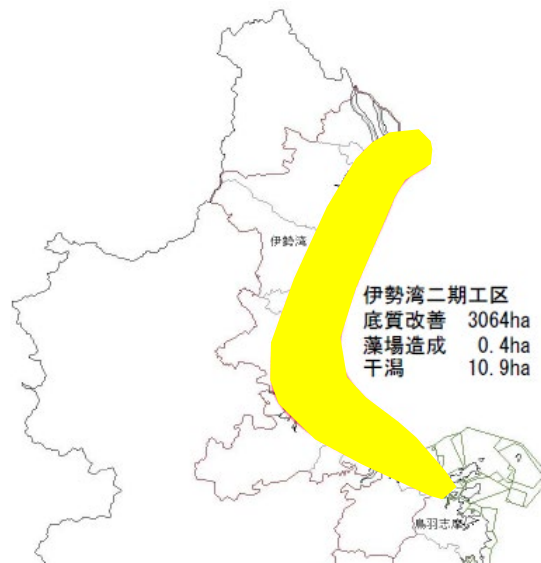 伊勢湾
伊勢湾二期工区
底質改善 3064ha
藻場造成 0.4ha
干潟 10.9ha
鳥羽志摩